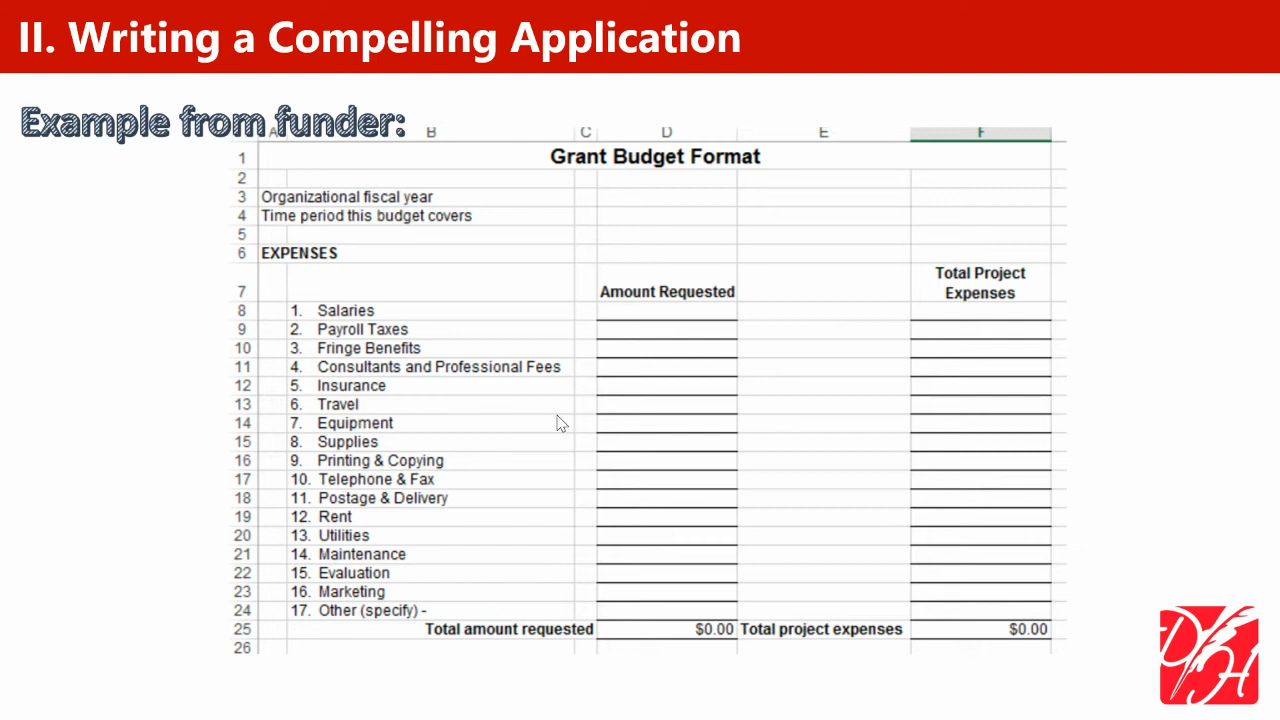 II. Writing a Compelling Application
Example from funder:
A B C D E F
1 Grant Budget Format
2
3 Organizational fiscal year
4 Time period this budget covers
5
6 EXPENSES
7 Amount Requested Total Project Expenses
8 1. Salaries
9 2. Payroll Taxes
10 3. Fringe Benefits
11 4. Consultants and Professional Fees
12 5. Insurance
13 6. Travel
14 7. Equipment
15 8. Supplies
16 9. Printing & Copying
17 10. Telephone & Fax
18 11. Postage & Delivery
19 12. Rent
20 13. Utilities
21 14. Maintenance
22 15. Evaluation
23 16. Marketing
24 17. Other (specify) -
25 Total amount requested $0.00 Total project expenses $0.00
26
DH